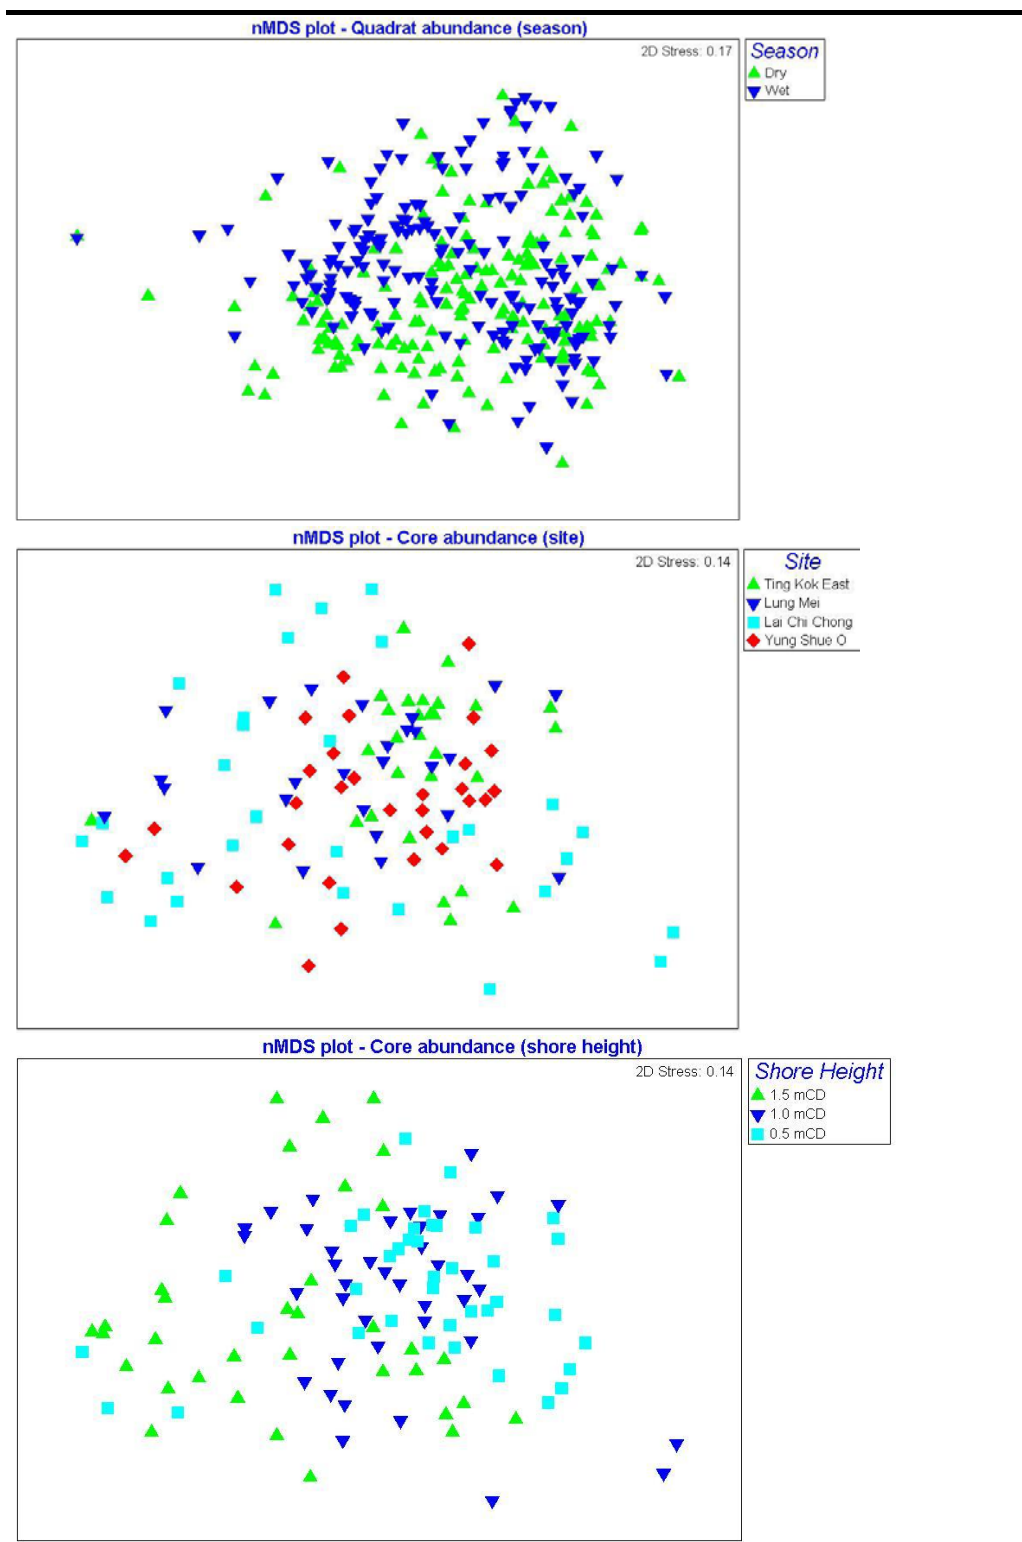 nMDS plot - Quadrat abundance (season)
2D Stress: 0.17
Season
Dry
Wet
nMDS plot - Core abundance (site)
2D Stress: 0.14
Site
Ting Kok East
Lung Mei
Lai Chi Chong
Yung Shue O
nMDS plot - Core abundance (shore height)
2D Stress: 0.14
Shore Height
1.5 mCD
1.0 mCD
0.5 mCD